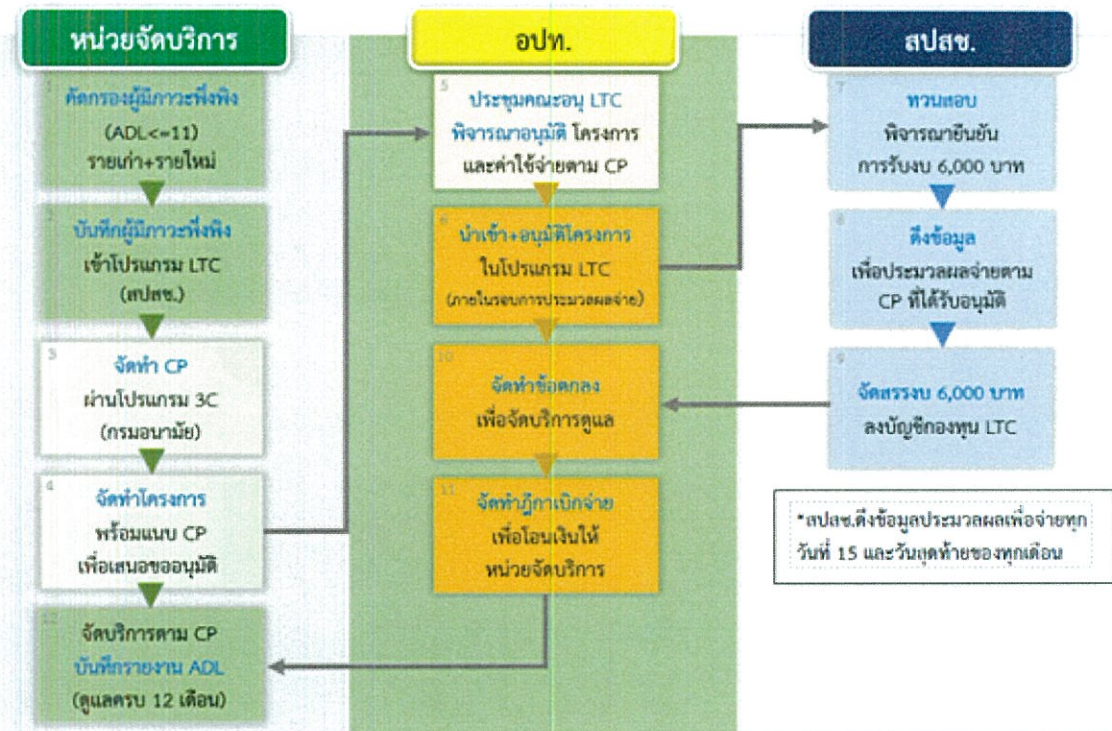 หน่วยจัดบริการ
1
คัดกรองผู้มีภาวะพึ่งพิง
(ADL<=11)
รายเก่า+รายใหม่
2
บันทึกผู้มีภาวะพึ่งพิง
เข้าโปรแกรม LTC
(สปสช.)
3
จัดทำ CP
ผ่านโปรแกรม 3C
(กรมอนามัย)
4
จัดทำโครงการ
พร้อมแนบ CP
เพื่อเสนอขออนุมัติ
12
จัดบริการตาม CP
บันทึกรายงาน ADL
(ดูแลครบ 12 เดือน)
อปท.
5
ประชุมคณะอนุ LTC
พิจารณาอนุมัติ โครงการ
และค่าใช้จ่ายตาม CP
6
นำเข้า+อนุมัติโครงการ
ในโปรแกรม LTC
(ภายในรอบการประมวลผลจ่าย)
10
จัดทำข้อตกลง
เพื่อจัดบริการดูแล
11
จัดทำฎีกาเบิกจ่าย
เพื่อโอนเงินให้
หน่วยจัดบริการ
สปสช.
7
ทวนสอบ
พิจารณายืนยัน
การรับงบ 6,000 บาท
8
ดึงข้อมูล
เพื่อประมวลผลจ่ายตาม
CP ที่ได้รับอนุมัติ
9
จัดสรรงบ 6,000 บาท
ลงบัญชีกองทุน LTC
*สปสช.ดึงข้อมูลประมวลผลเพื่อจ่ายทุก
วันที่ 15 และวันสุดท้ายของทุกเดือน